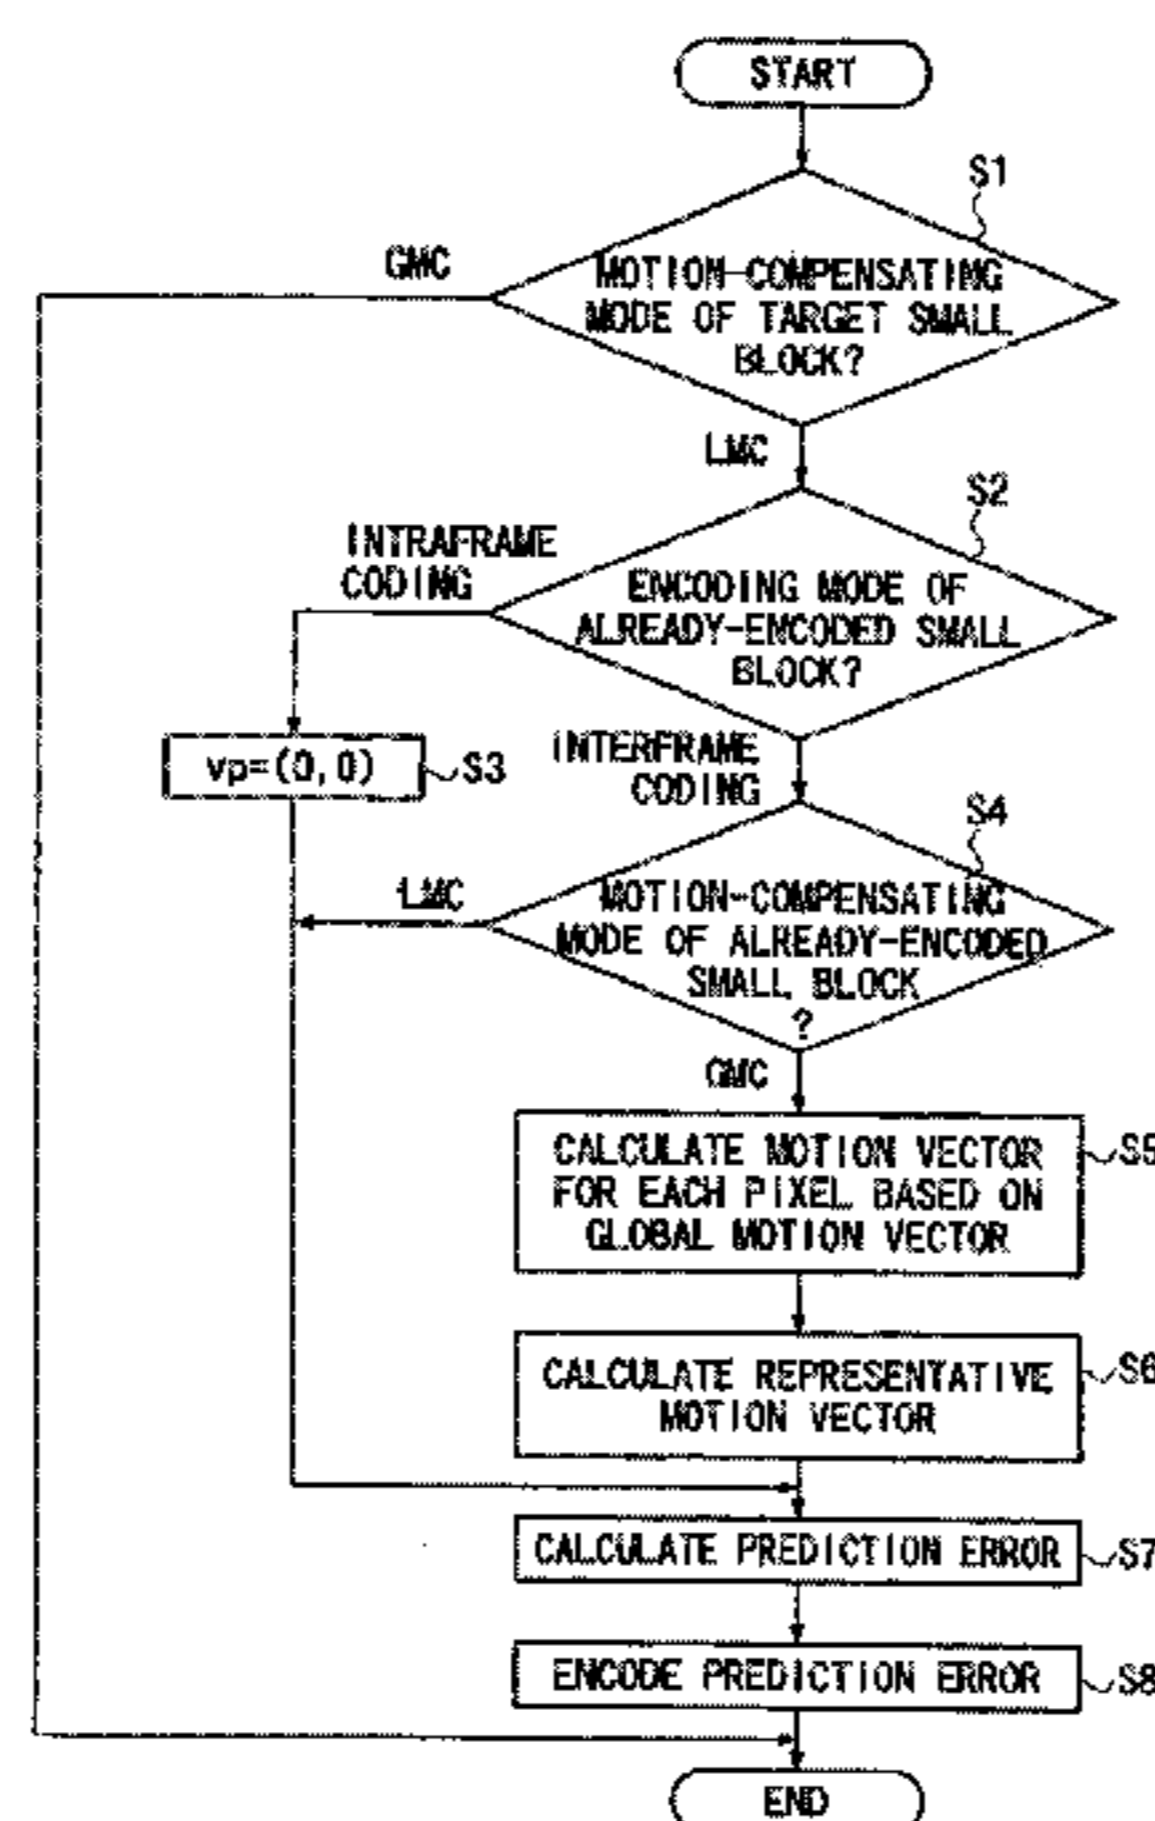 START
S1
GMC
MOTION-COMPENSATING
MODE OF TARGET SMALL
BLOCK?
LMC
S2
INTRAFRAME
CODING
ENCODING MODE OF
ALREADY-ENCODED SMALL
BLOCK?
vp=(0,0)
S3
INTERFRAME
CODING
S4
LMC
MOTION-COMPENSATING
MODE OF ALREADY-ENCODED
SMALL BLOCK
?
GMC
CALCULATE MOTION VECTOR
FOR EACH PIXEL BASED ON
GLOBAL MOTION VECTOR
S5
CALCULATE REPRESENTATIVE
MOTION VECTOR
S6
CALCULATE PREDICTION ERROR
S7
ENCODE PREDICTION ERROR
S8
END